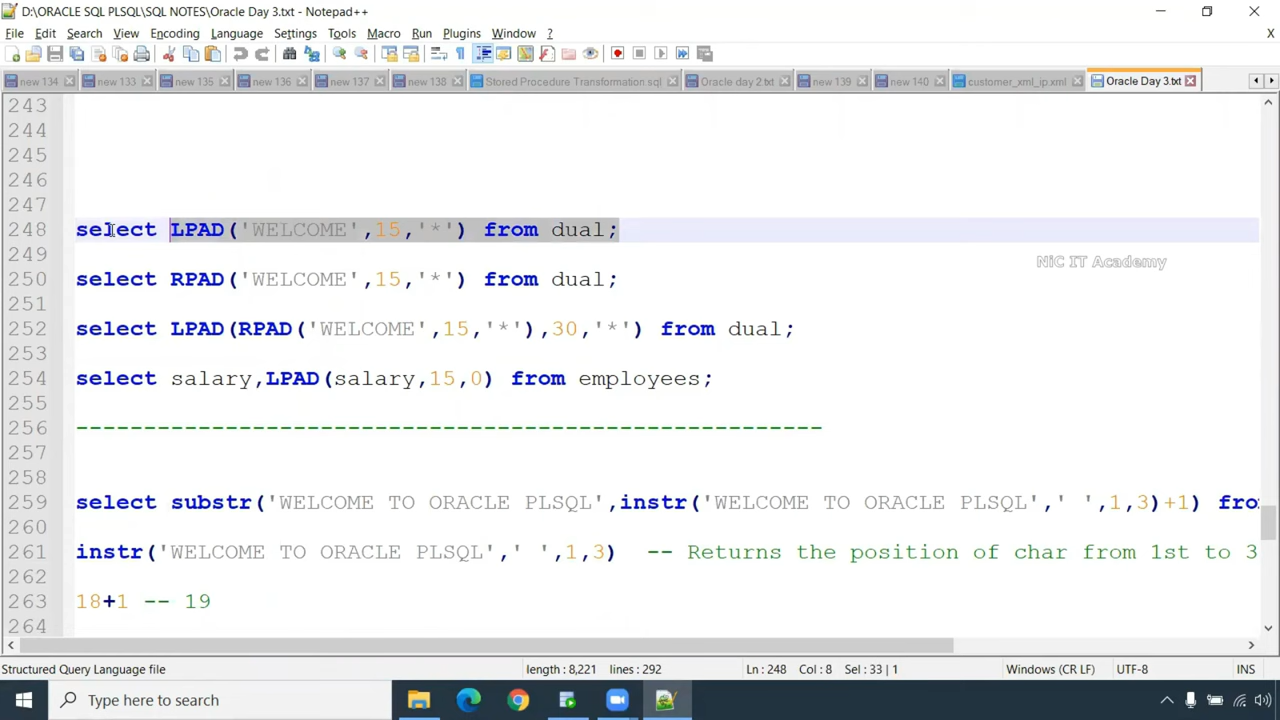 D:\ORACLE SQL PLSQL\SQL NOTES\Oracle Day 3.txt - Notepad++
File Edit Search View Encoding Language Settings Tools Macro Run Plugins Window ?
X
new 134 new 133 new 135 new 136 new 137 new 138 Stored Procedure Transformation.sql Oracle day 2.txt new 139 new 140 customer_xml_ip.xml Oracle Day 3.txt
243
244
245
246
247
248 select LPAD('WELCOME',15,'*') from dual;
249
250 select RPAD('WELCOME',15,'*') from dual;
NiC IT Academy
251
252 select LPAD(RPAD('WELCOME',15,'*'),30,'*') from dual;
253
254 select salary,LPAD(salary,15,0) from employees;
255
256 -------------------------------------------------------
257
258
259 select substr('WELCOME TO ORACLE PLSQL',instr('WELCOME TO ORACLE PLSQL',' ',1,3)+1) fro
260
261 instr('WELCOME TO ORACLE PLSQL',' ',1,3) -- Returns the position of char from 1st to 3
262
263 18+1 -- 19
264
Structured Query Language file length : 8,221 lines : 292 Ln : 248 Col : 8 Sel : 33 | 1 Windows (CR LF) UTF-8 INS
Type here to search